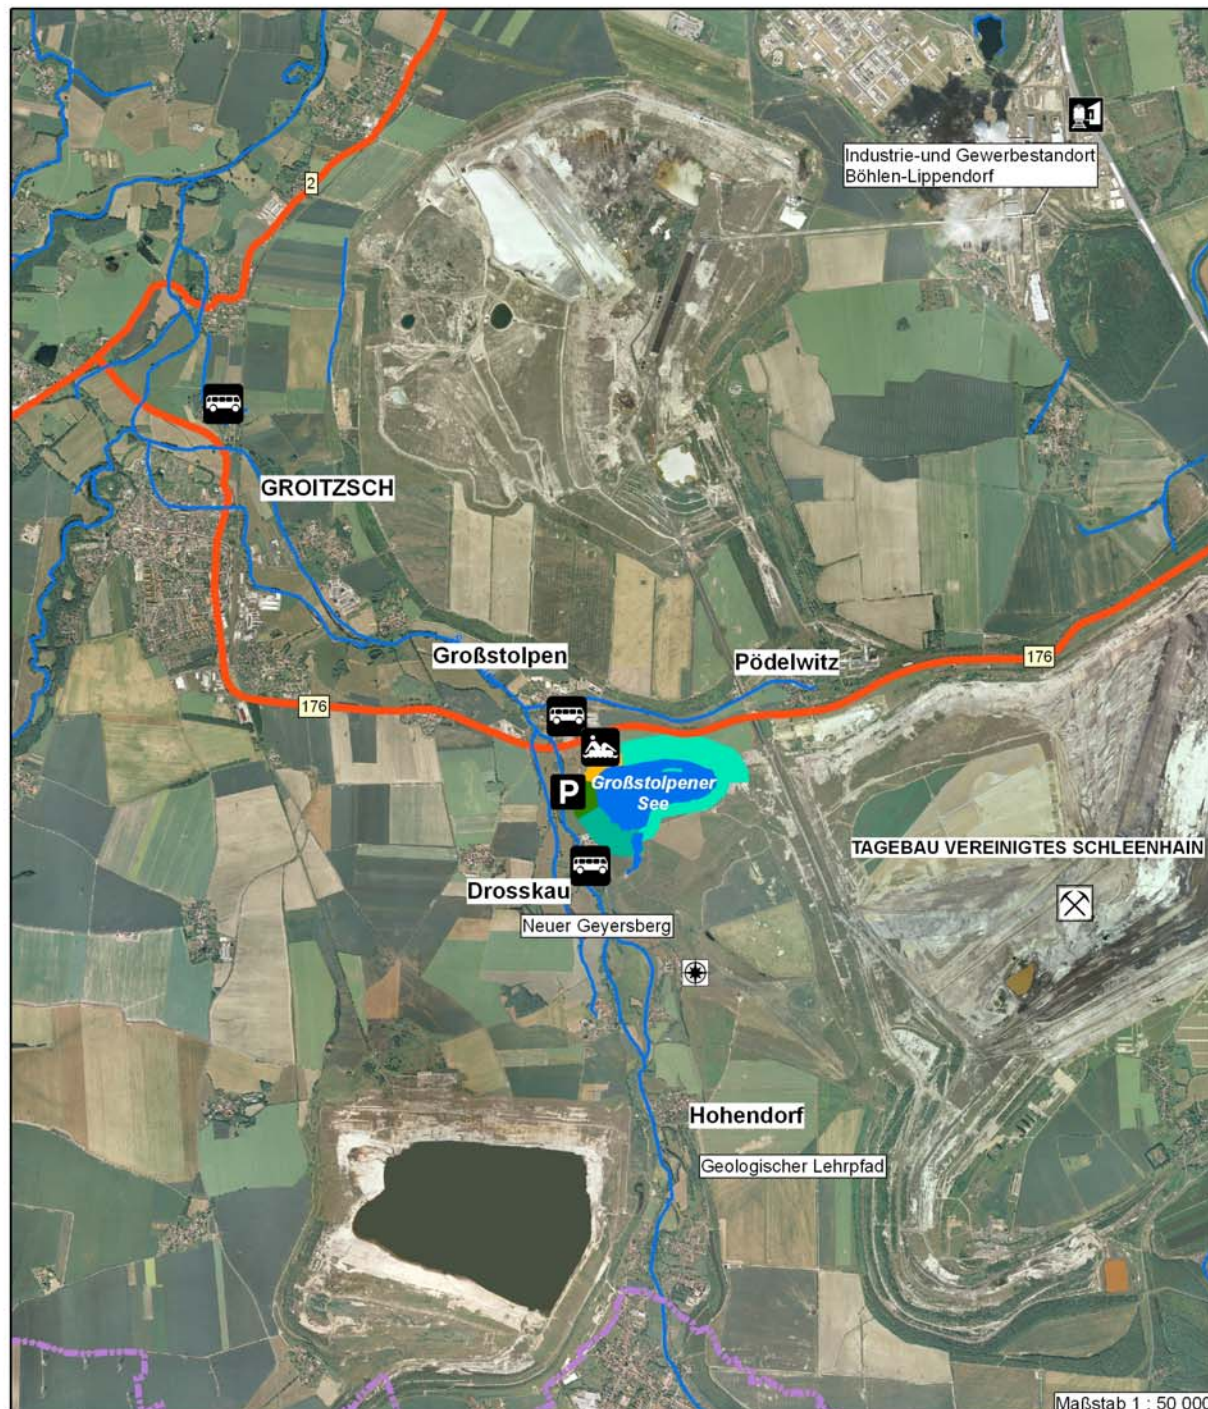 Industrie-und Gewerbestandort
Böhlen-Lippendorf
2
GROITZSCH
Großstolpen
Pödelwitz
176
176
P
Großstolpener
See
TAGEBAU VEREINIGTES SCHLEENHAIN
Drosskau
Neuer Geyersberg
Hohendorf
Geologischer Lehrpfad
Maßstab 1 : 50 000